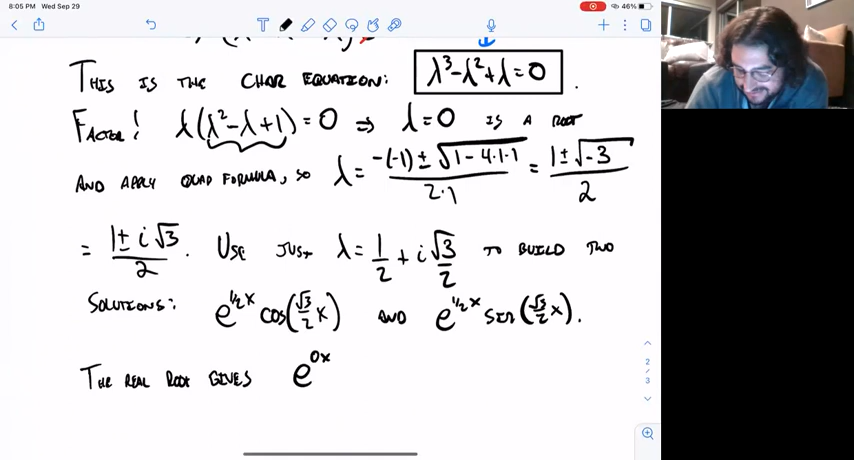 8:05 PM Wed Sep 29
46%
THIS IS THE CHAR EQUATION: λ³-λ²+λ=0.
FACTOR! λ(λ²-λ+1)=0 ⇒ λ=0 IS A ROOT
AND APPLY QUAD FORMULA, SO λ = (-(-1) ± √(1-4·1·1))/(2·1) = (1±√-3)/2
= (1± i√3)/2. USE JUST λ = 1/2 + i √3/2 TO BUILD TWO
SOLUTIONS: e^(1/2 x) cos(√3/2 x) AND e^(1/2 x) SIN(√3/2 x).
THE REAL ROOT GIVES e^(0x)
2
/
3